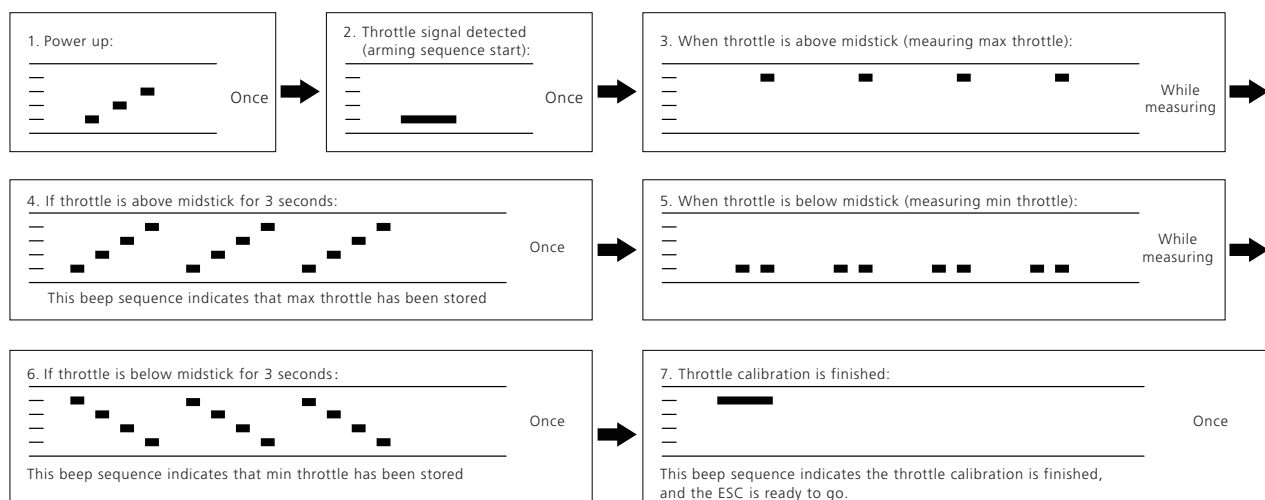 1. Power up:
Once
2. Throttle signal detected
(arming sequence start):
Once
3. When throttle is above midstick (meauring max throttle):
While
measuring
4. If throttle is above midstick for 3 seconds:
Once
This beep sequence indicates that max throttle has been stored
5. When throttle is below midstick (measuring min throttle):
While
measuring
6. If throttle is below midstick for 3 seconds:
Once
This beep sequence indicates that min throttle has been stored
7. Throttle calibration is finished:
Once
This beep sequence indicates the throttle calibration is finished,
and the ESC is ready to go.